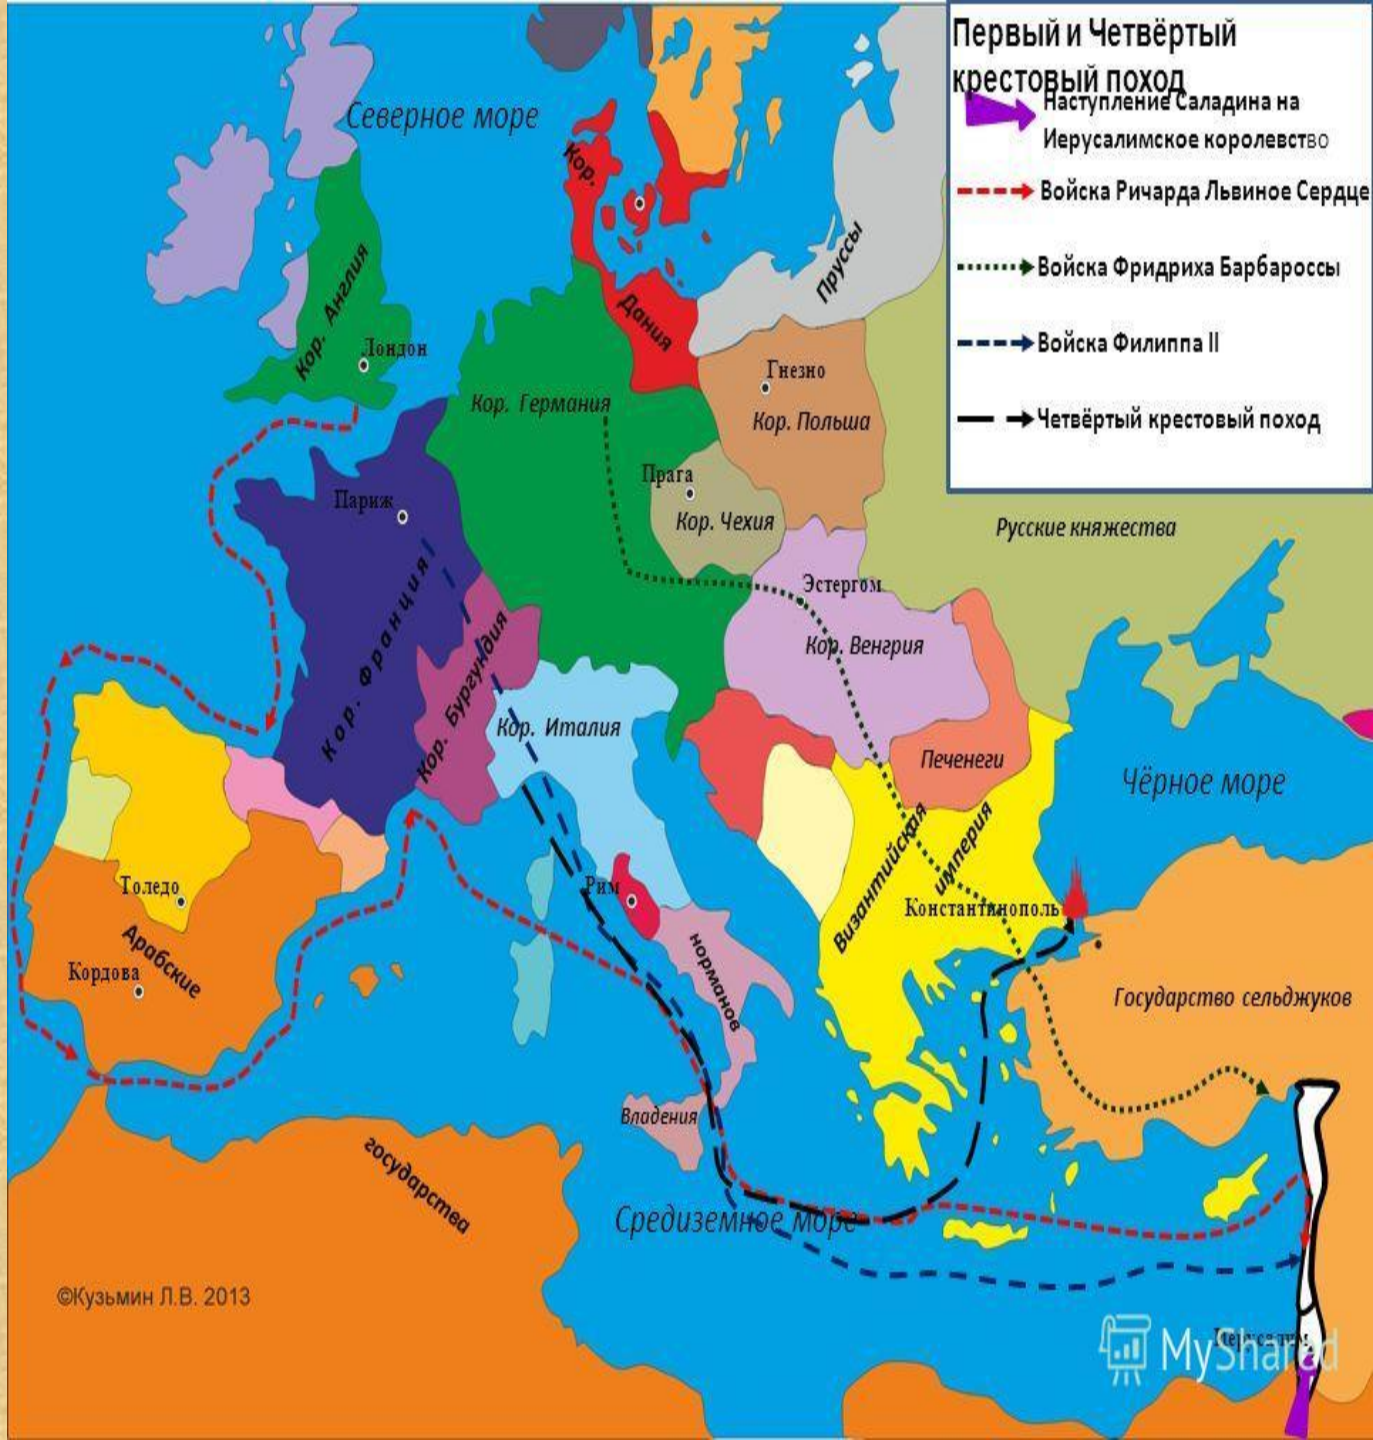 Первый и Четвёртый
крестовый поход
Наступление Саладина на
Иерусалимское королевство
Войска Ричарда Львиное Сердце
Войска Фридриха Барбароссы
Войска Филиппа II
Четвёртый крестовый поход
Северное море
Кор.
Дания
Пруссы
Кор. Англия
Лондон
Кор. Германия
Гнезно
Кор. Польша
Прага
Кор. Чехия
Париж
Кор. Франция
Русские княжества
Эстергом
Кор. Венгрия
Кор. Бургундия
Кор. Италия
Печенеги
Чёрное море
Византийская
империя
Константинополь
Рим
Толедо
Арабские
Кордова
норманов
Государство сельджуков
Владения
государства
Средиземное море
©Кузьмин Л.В. 2013
Иерусалим
MyShared